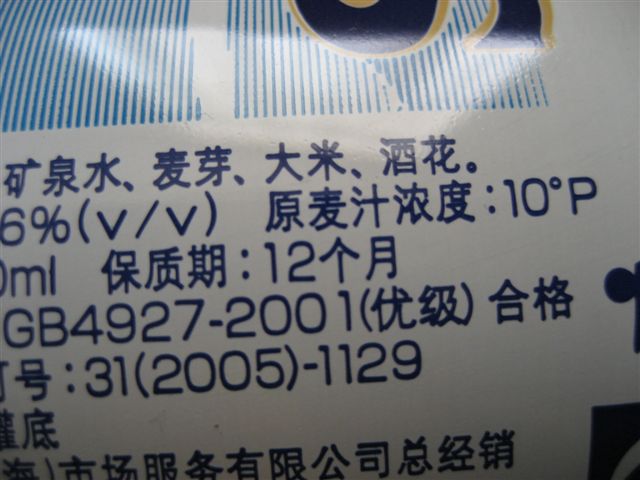 矿泉水、麦芽、大米、酒花。
6%(v/v) 原麦汁浓度:10°P
0ml 保质期:12个月
GB4927-2001(优级) 合格
号:31(2005)-1129
罐底
海)市场服务有限公司总经销